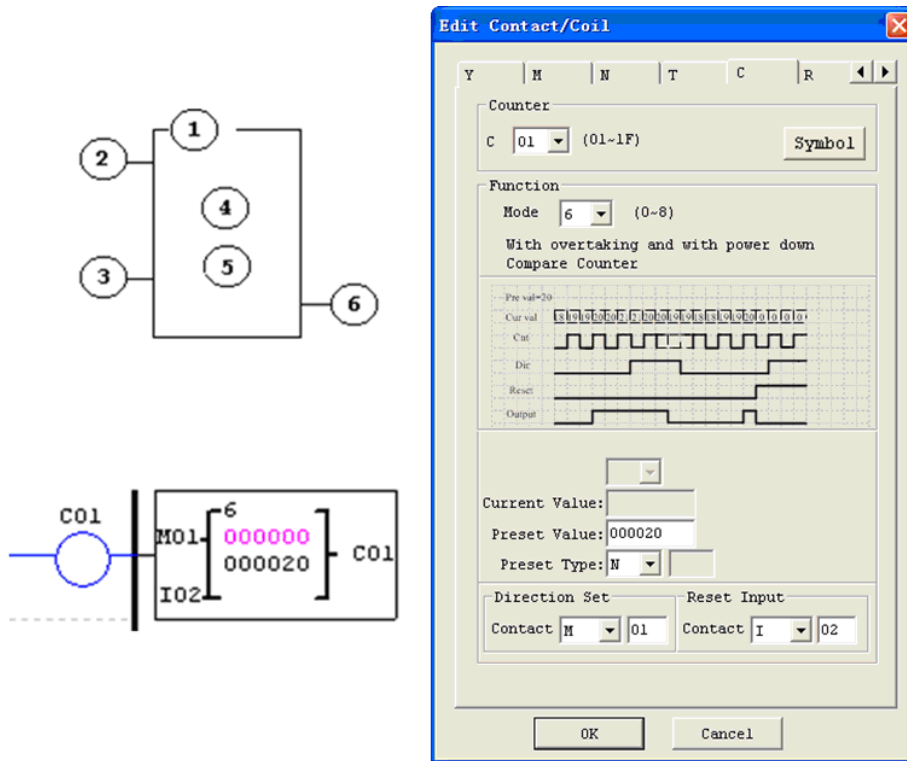 1
2
3
4
5
6
C01
6
M01
000000
000020
C01
I02
Edit Contact/Coil
Y M N T C R
Counter
C 01 (01~1F)
Symbol
Function
Mode 6 (0~8)
With overtaking and with power down
Compare Counter
Pre val=20
Cur val
Cnt
Dir
Reset
Output
Current Value:
Preset Value: 000020
Preset Type: N
Direction Set
Contact M 01
Reset Input
Contact I 02
OK Cancel